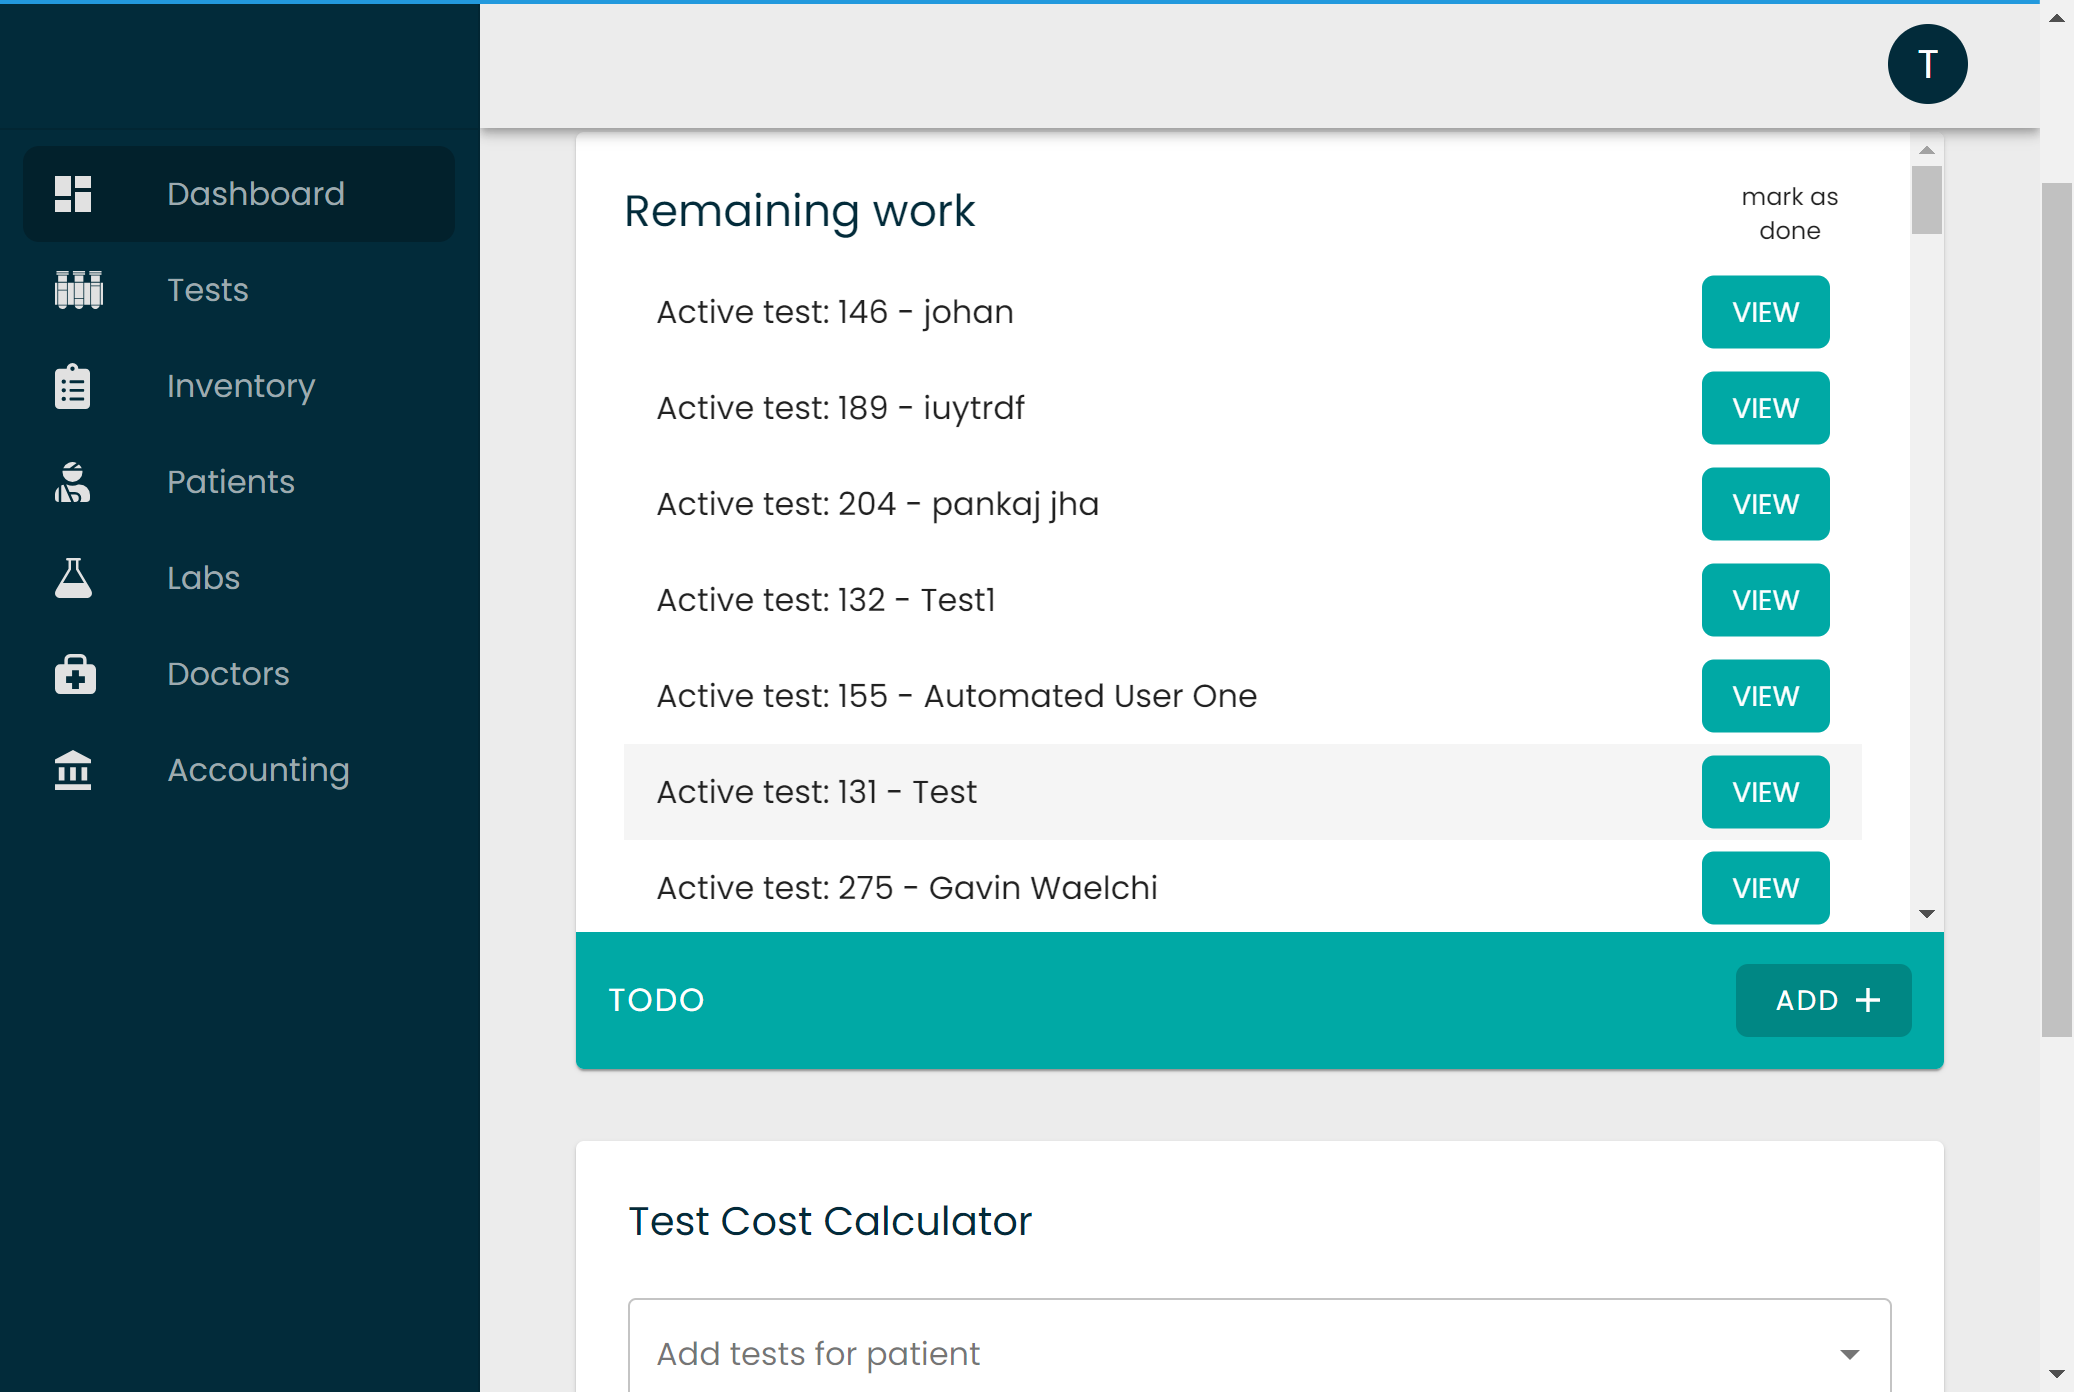 T
Dashboard
Tests
Inventory
Patients
Labs
Doctors
Accounting
Remaining work
mark as
done
Active test: 146 - johan
VIEW
Active test: 189 - iuytrdf
VIEW
Active test: 204 - pankaj jha
VIEW
Active test: 132 - Test1
VIEW
Active test: 155 - Automated User One
VIEW
Active test: 131 - Test
VIEW
Active test: 275 - Gavin Waelchi
VIEW
TODO
ADD +
Test Cost Calculator
Add tests for patient